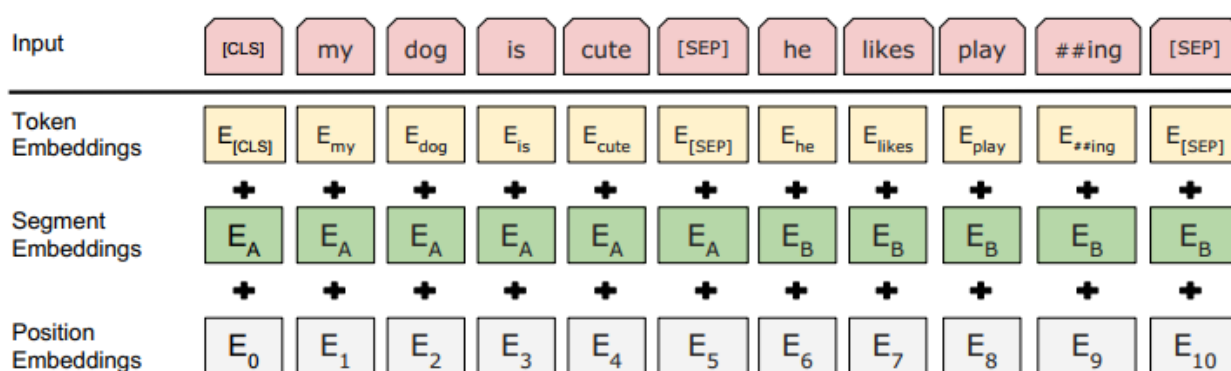 Input [CLS] my dog is cute [SEP] he likes play ##ing [SEP]
Token
Embeddings E[CLS] Emy Edog Eis Ecute E[SEP] Ehe Elikes Eplay E##ing E[SEP]
+ + + + + + + + + + +
Segment
Embeddings EA EA EA EA EA EA EB EB EB EB EB
+ + + + + + + + + + +
Position
Embeddings E0 E1 E2 E3 E4 E5 E6 E7 E8 E9 E10